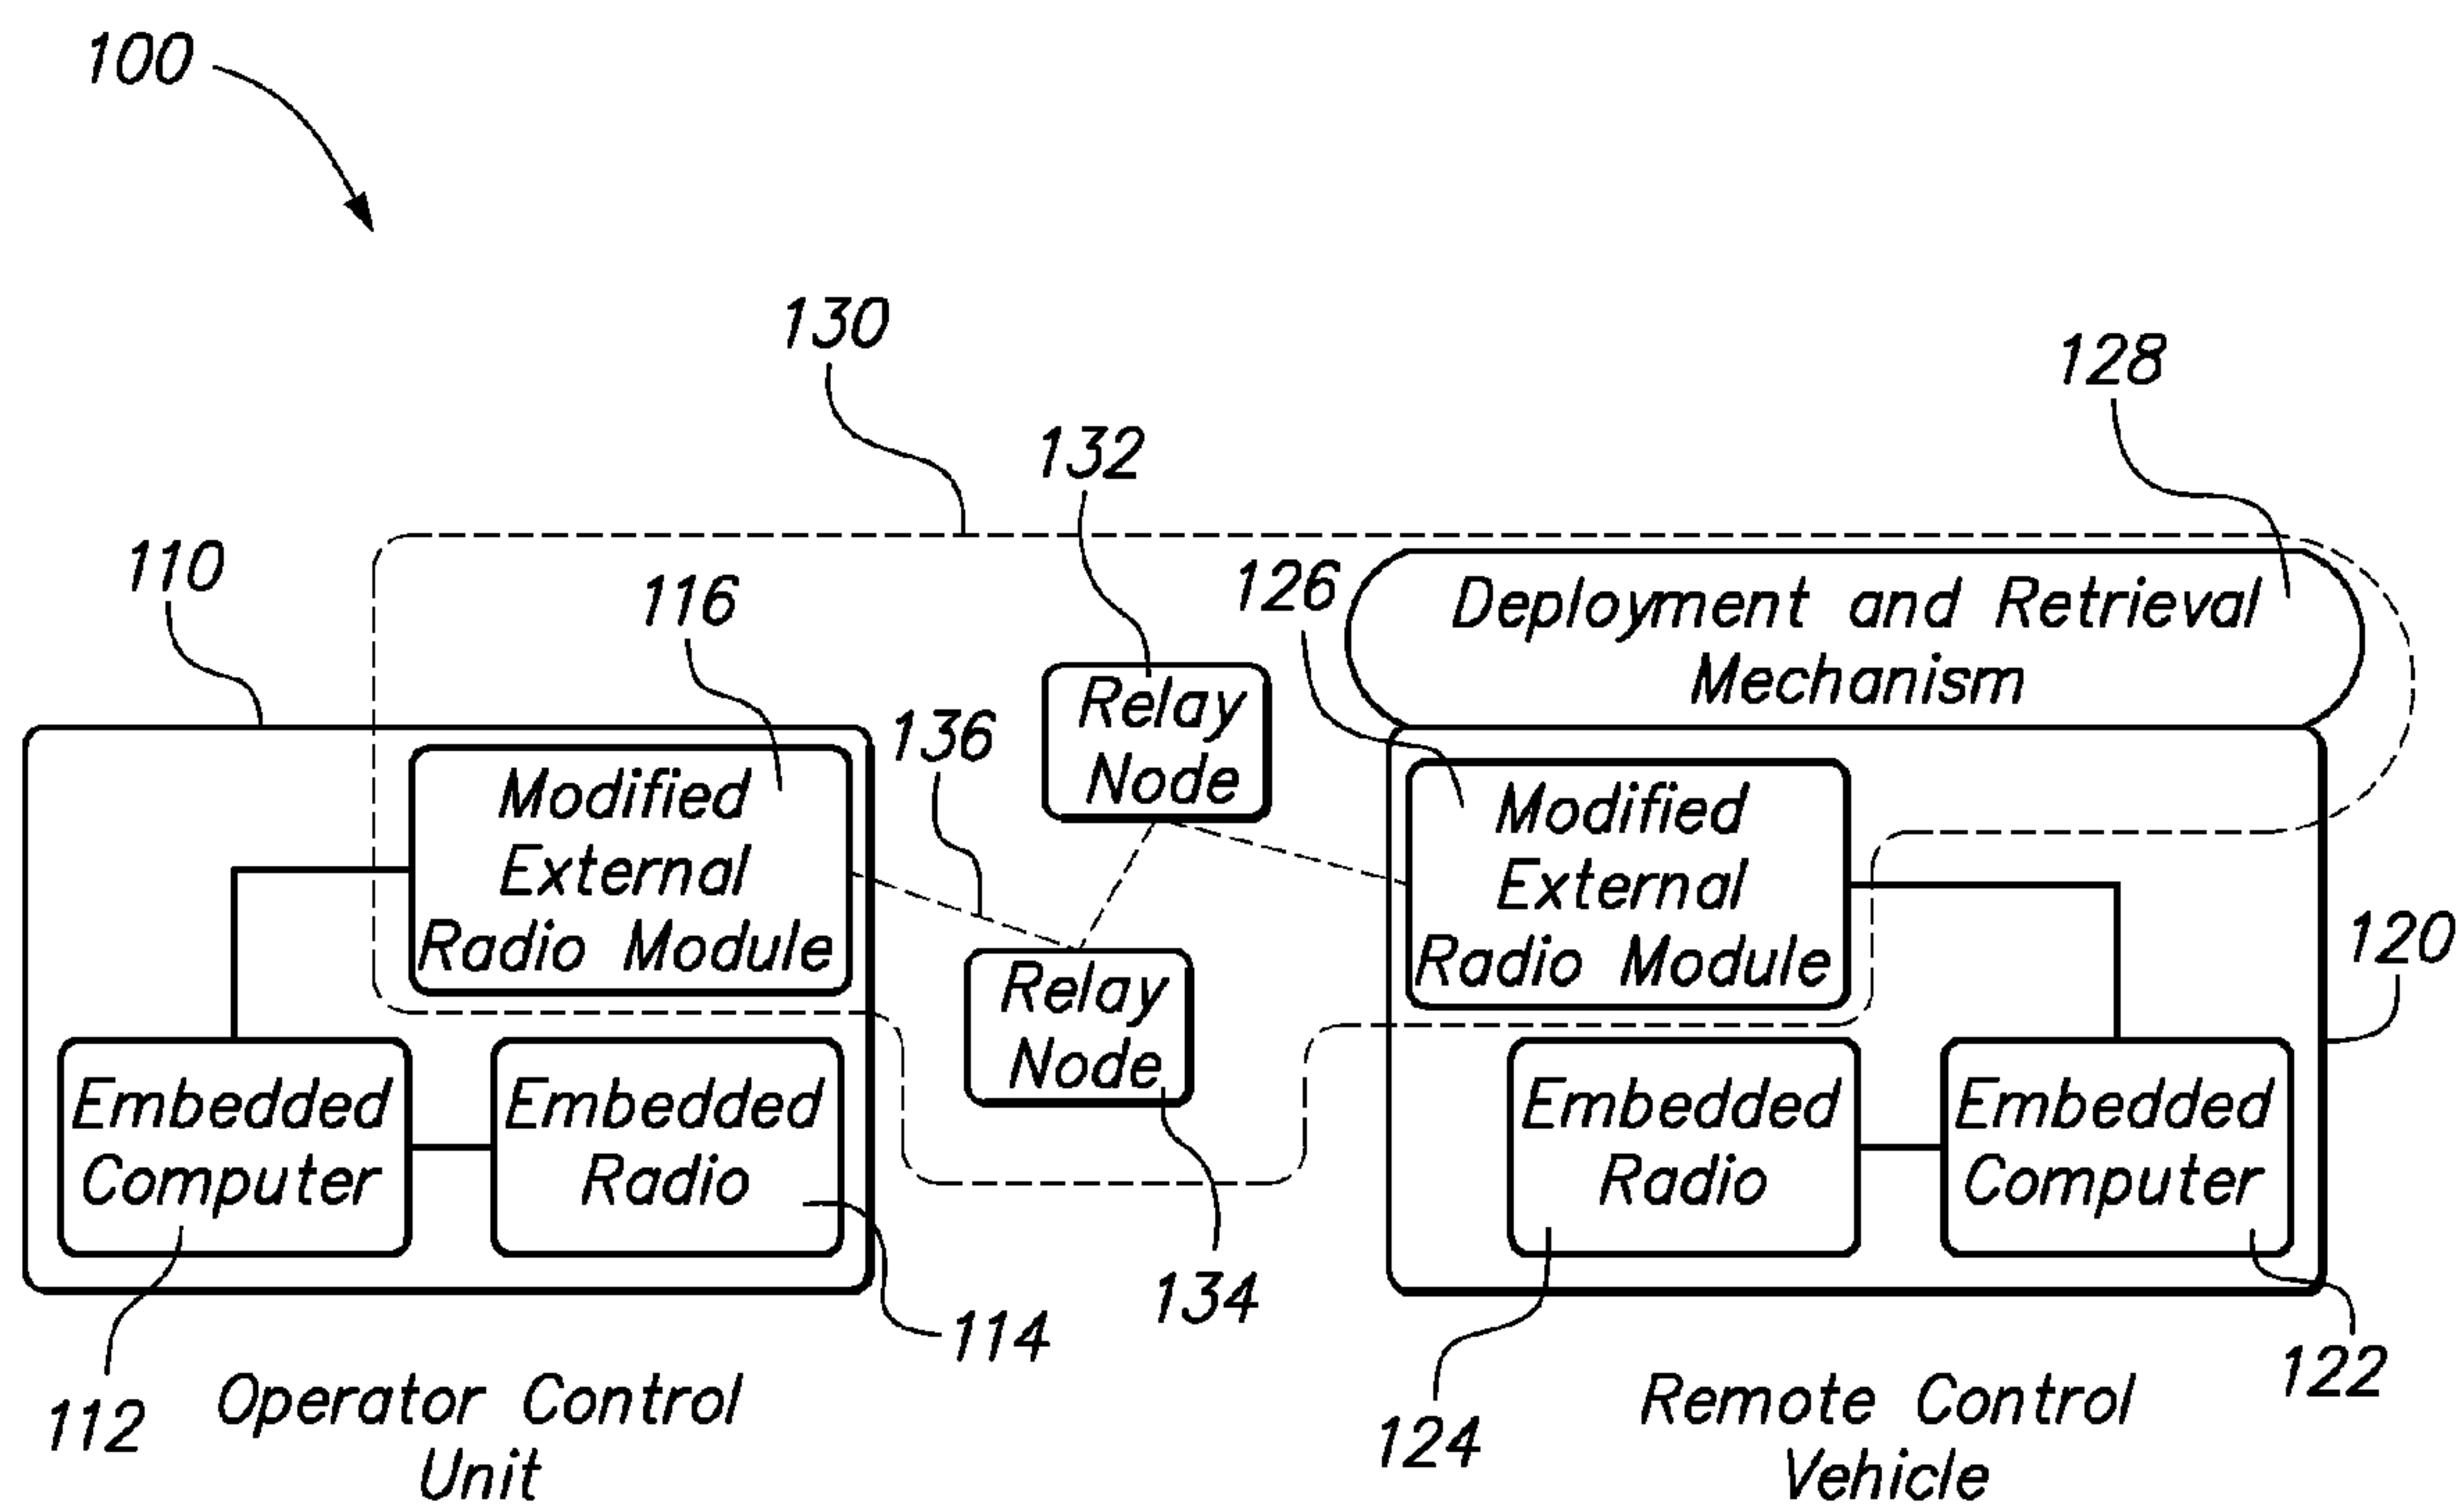 100
130
128
132
110
116
126
Deployment and Retrieval
Mechanism
136
Relay
Node
Modified
External
Radio Module
Modified
External
Radio Module
120
Relay
Node
Embedded
Computer
Embedded
Radio
Embedded
Radio
Embedded
Computer
134
114
112
Operator Control
Unit
124
Remote Control
Vehicle
122